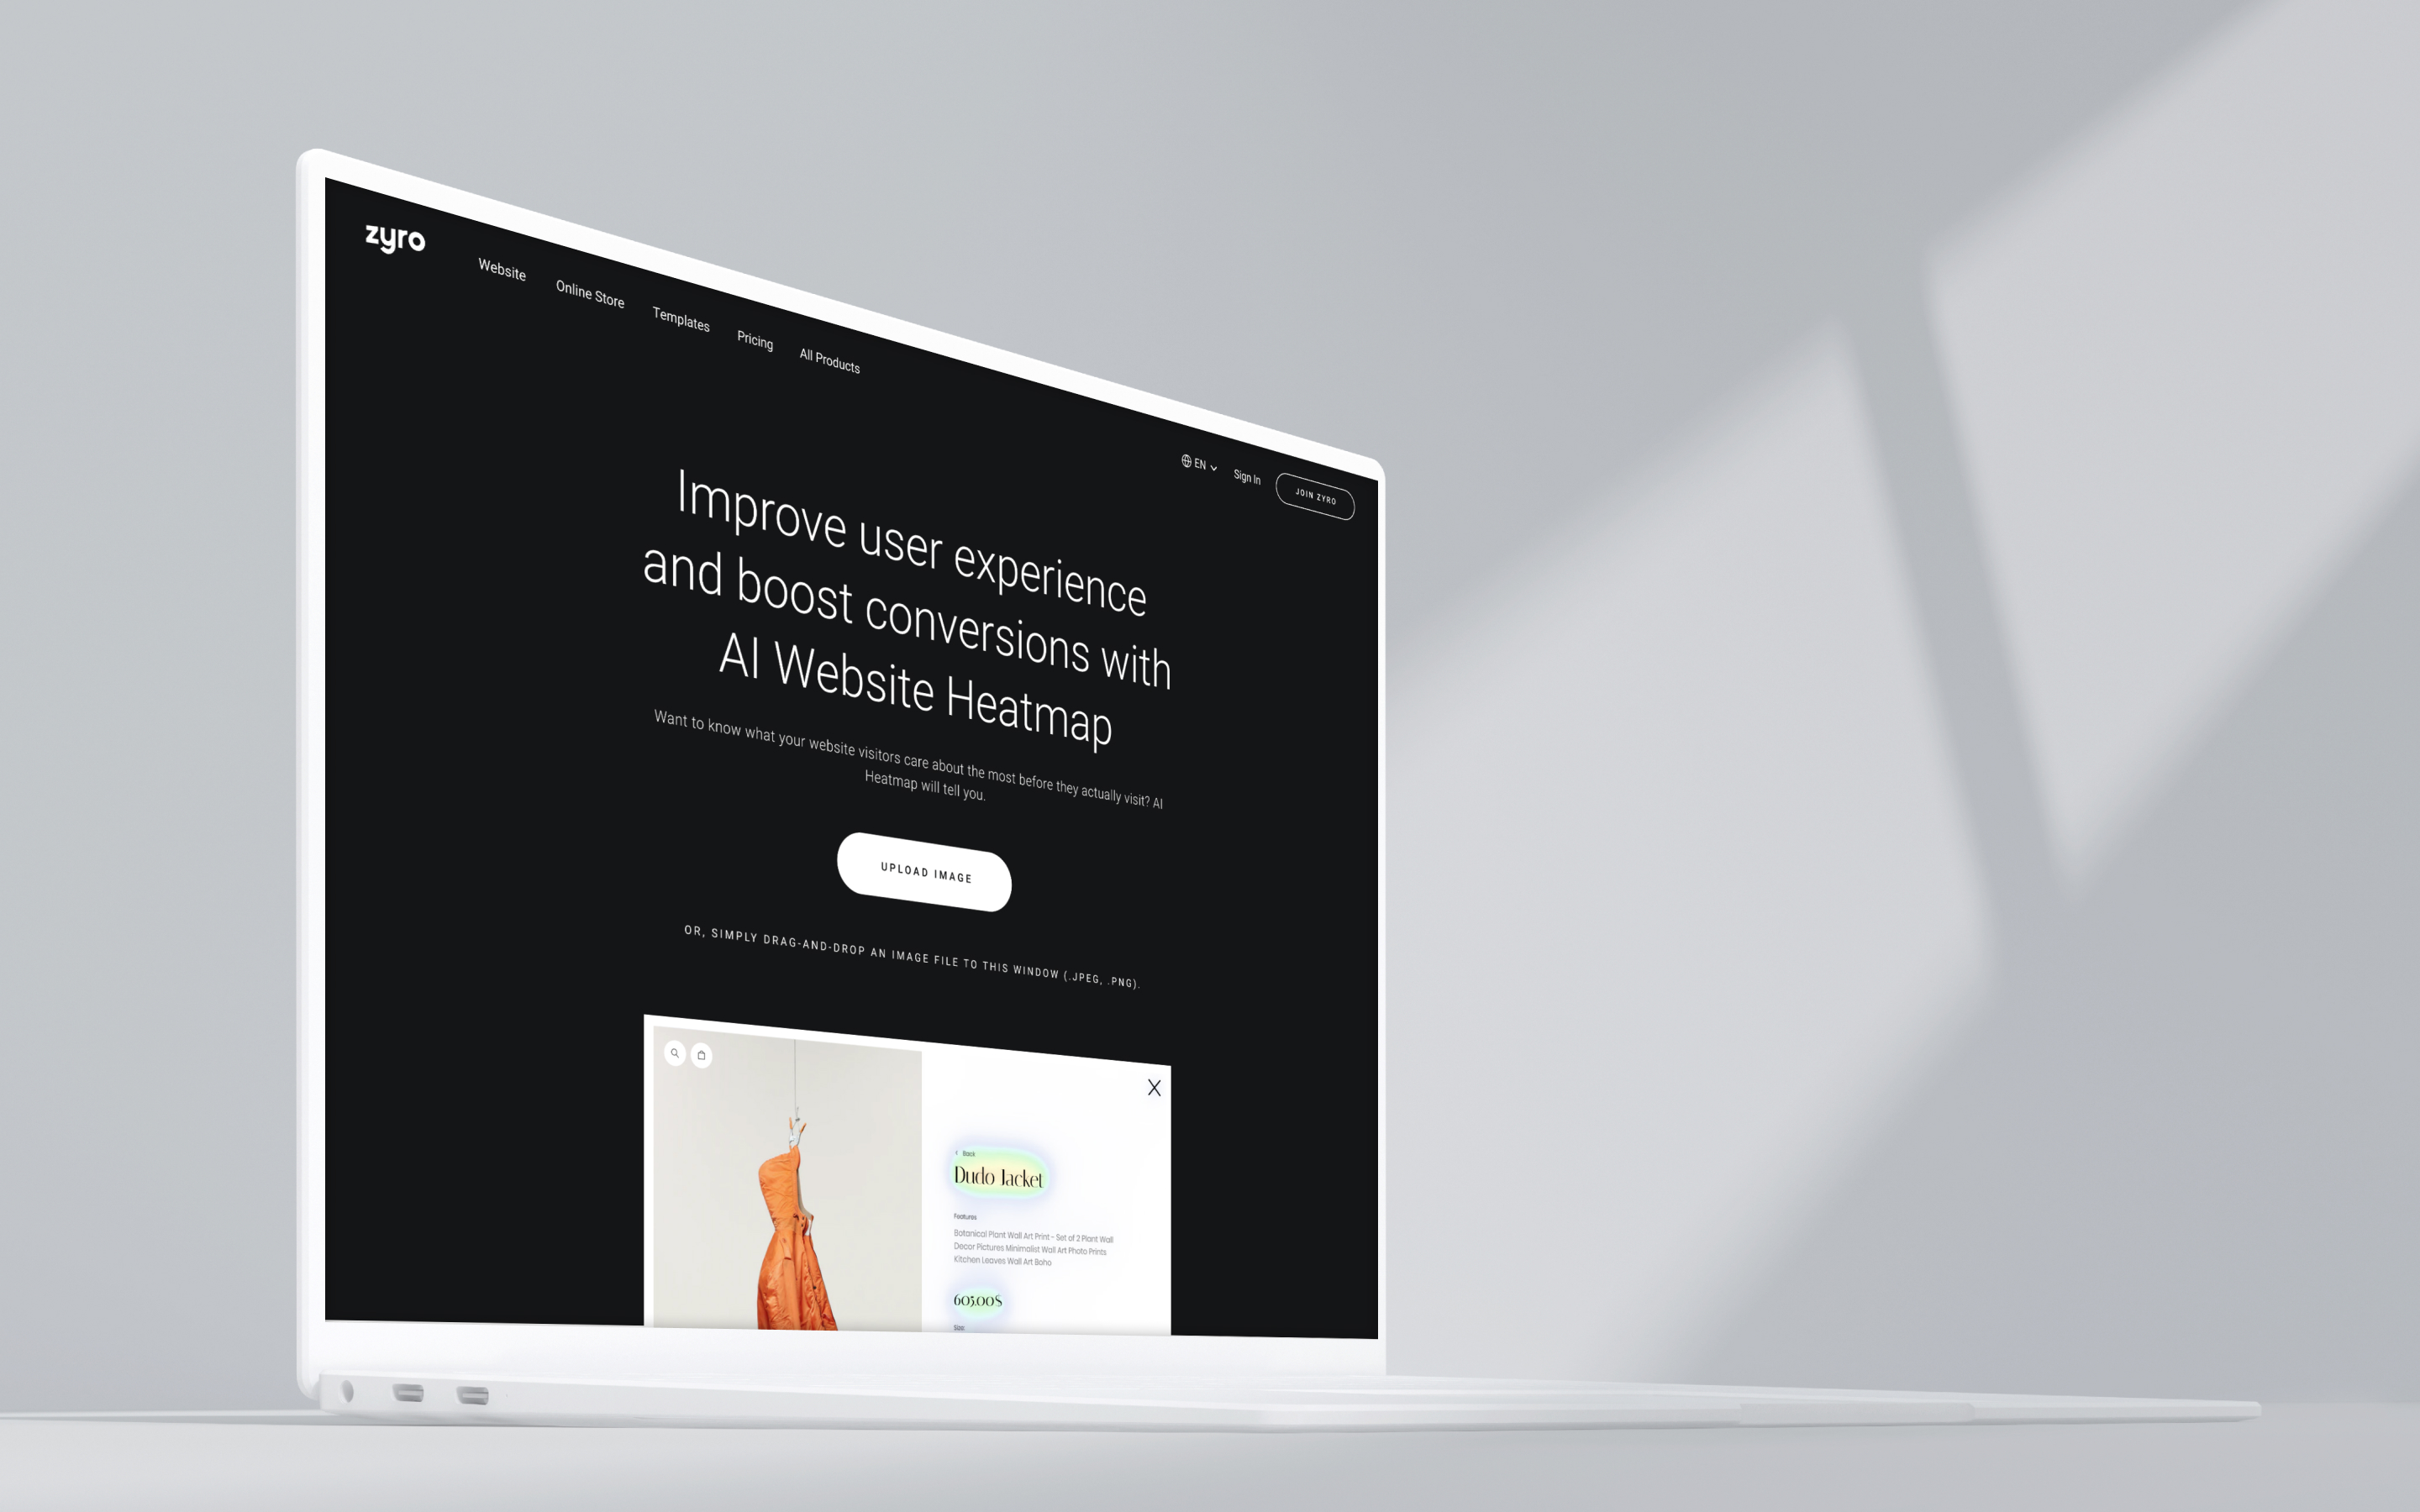 zyro
Website
Online Store
Templates
Pricing
All Products
EN
Sign In
JOIN ZYRO
Improve user experience
and boost conversions with
AI Website Heatmap
Want to know what your website visitors care about the most before they actually visit? AI
Heatmap will tell you.
UPLOAD IMAGE
OR, SIMPLY DRAG-AND-DROP AN IMAGE FILE TO THIS WINDOW (.JPEG, .PNG).
Back
Dudo Jacket
Features
Botanical Plant Wall Art Print - Set of 2 Plant Wall
Decor Pictures Minimalist Wall Art Photo Prints
Kitchen Leaves Wall Art Boho
605.00$
Size